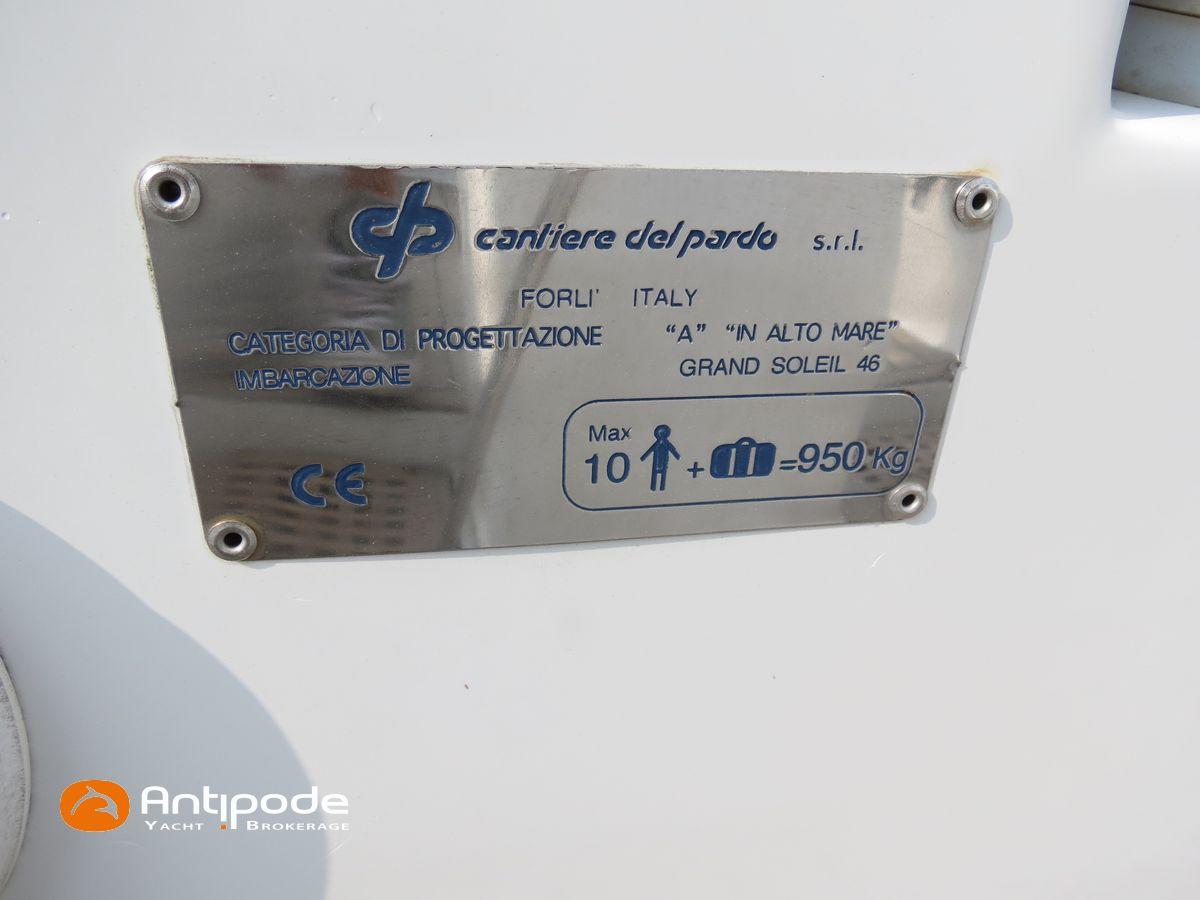 cantiere del pardo s.r.l.
FORLI' ITALY
CATEGORIA DI PROGETTAZIONE "A" "IN ALTO MARE"
IMBARCAZIONE GRAND SOLEIL 46
Max
10 + =950 Kg
CE
Antipode
YACHT BROKERAGE